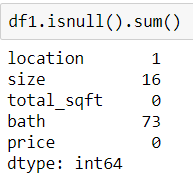 df1.isnull().sum()
location 1
size 16
total_sqft 0
bath 73
price 0
dtype: int64